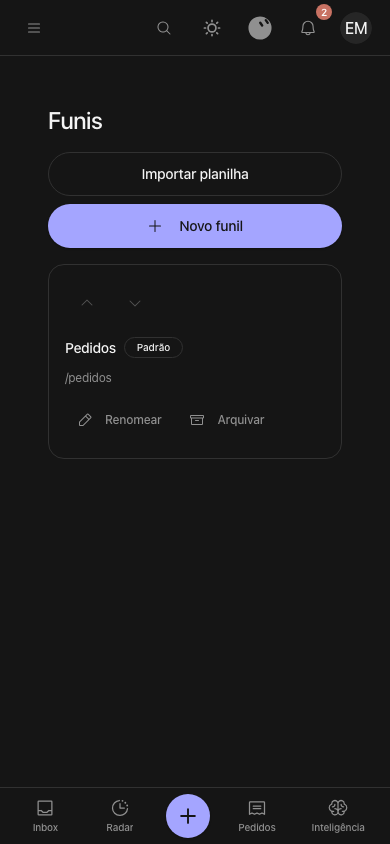 2
EM
Funis
Importar planilha
Novo funil
Pedidos Padrão
/pedidos
Renomear Arquivar
Inbox Radar Pedidos Inteligência